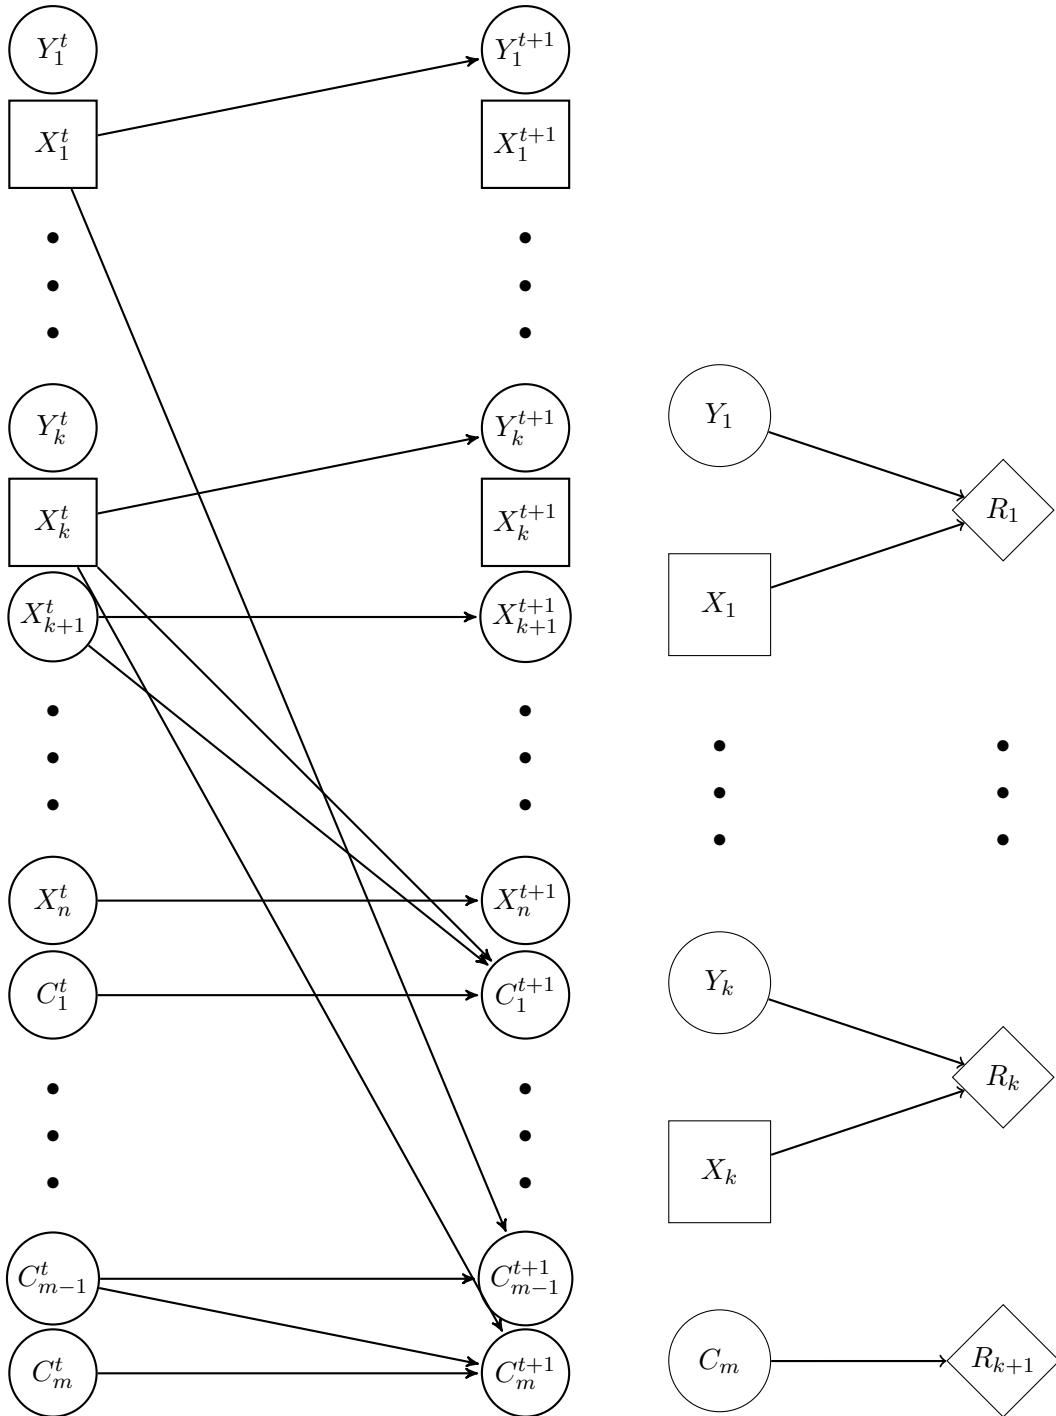 Y_1^t
Y_1^{t+1}
X_1^t
X_1^{t+1}
Y_k^t
Y_k^{t+1}
X_k^t
X_k^{t+1}
X_{k+1}^t
X_{k+1}^{t+1}
X_n^t
X_n^{t+1}
C_1^t
C_1^{t+1}
C_{m-1}^t
C_{m-1}^{t+1}
C_m^t
C_m^{t+1}
Y_1
R_1
X_1
Y_k
R_k
X_k
C_m
R_{k+1}